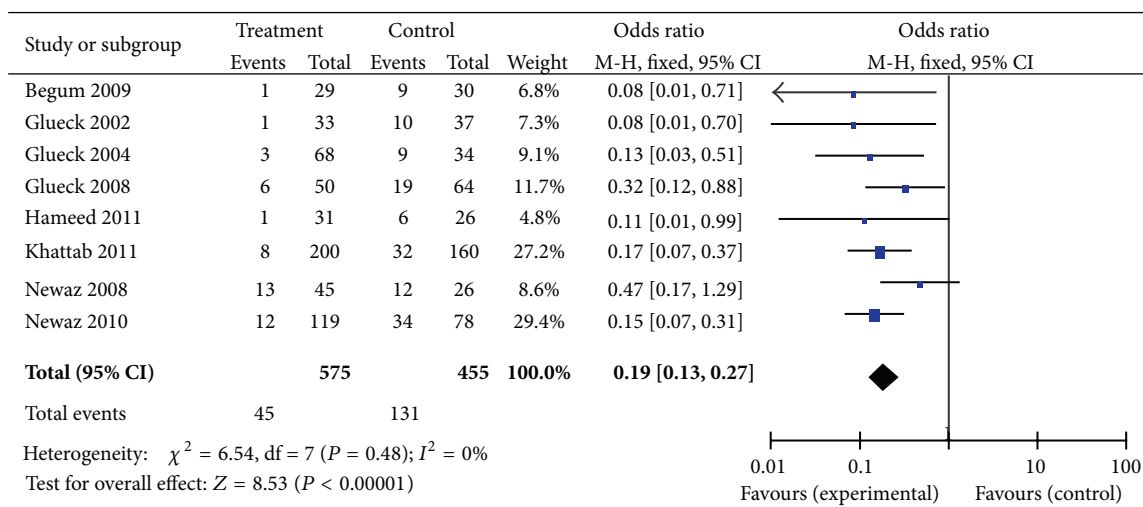 Study or subgroup Treatment Control Odds ratio Odds ratio
Events Total Events Total Weight M-H, fixed, 95% CI M-H, fixed, 95% CI
Begum 2009 1 29 9 30 6.8% 0.08 [0.01, 0.71]
Glueck 2002 1 33 10 37 7.3% 0.08 [0.01, 0.70]
Glueck 2004 3 68 9 34 9.1% 0.13 [0.03, 0.51]
Glueck 2008 6 50 19 64 11.7% 0.32 [0.12, 0.88]
Hameed 2011 1 31 6 26 4.8% 0.11 [0.01, 0.99]
Khattab 2011 8 200 32 160 27.2% 0.17 [0.07, 0.37]
Newaz 2008 13 45 12 26 8.6% 0.47 [0.17, 1.29]
Newaz 2010 12 119 34 78 29.4% 0.15 [0.07, 0.31]
Total (95% CI) 575 455 100.0% 0.19 [0.13, 0.27]
Total events 45 131
Heterogeneity: χ² = 6.54, df = 7 (P = 0.48); I² = 0%
Test for overall effect: Z = 8.53 (P < 0.00001)
0.01 0.1 10 100
Favours (experimental) Favours (control)